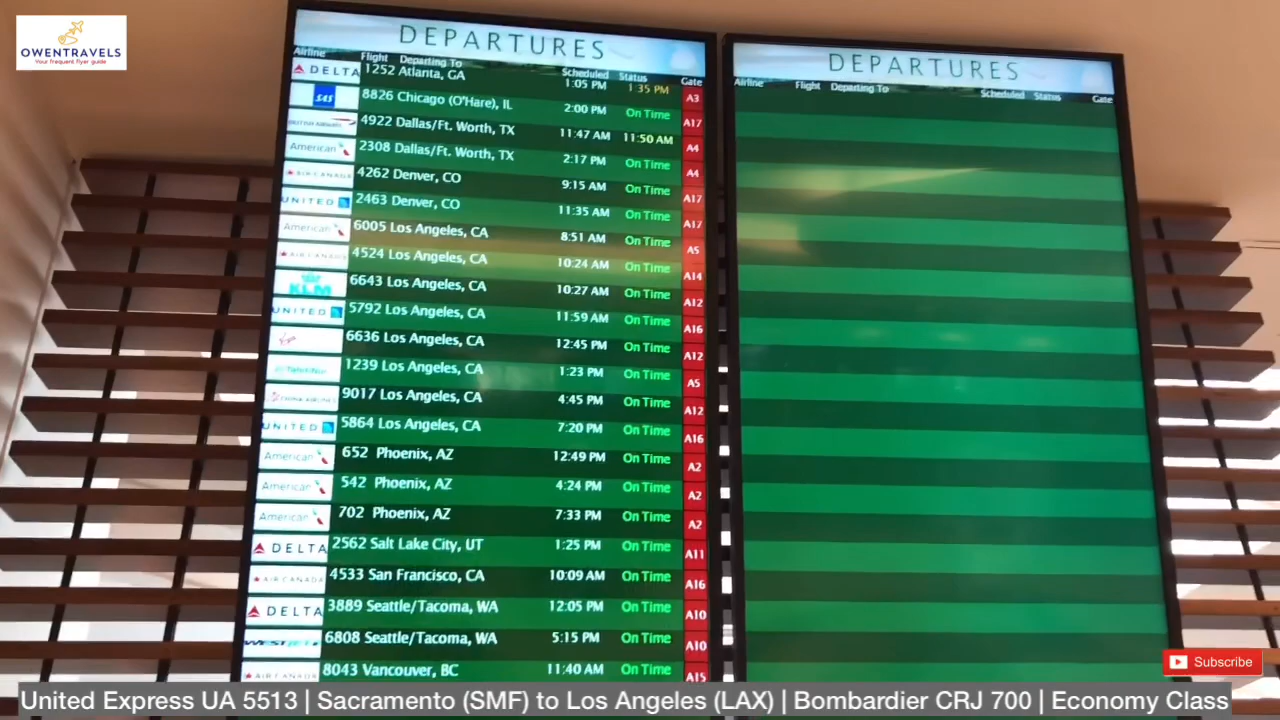 OWENTRAVELS
Your frequent flyer guide
DEPARTURES
Airline Flight Departing To Scheduled Status Gate
DELTA 1252 Atlanta, GA 1:05 PM 1:35 PM A3
SAS 8826 Chicago (O'Hare), IL 2:00 PM On Time A17
BRITISH AIRWAYS 4922 Dallas/Ft. Worth, TX 11:47 AM 11:50 AM A4
American 2308 Dallas/Ft. Worth, TX 2:17 PM On Time A4
AIR CANADA 4262 Denver, CO 9:15 AM On Time A17
UNITED 2463 Denver, CO 11:35 AM On Time A17
American 6005 Los Angeles, CA 8:51 AM On Time A5
AIR CANADA 4524 Los Angeles, CA 10:24 AM On Time A14
KLM 6643 Los Angeles, CA 10:27 AM On Time A12
UNITED 5792 Los Angeles, CA 11:59 AM On Time A16
6636 Los Angeles, CA 12:45 PM On Time A12
1239 Los Angeles, CA 1:23 PM On Time A5
CHINA AIRLINES 9017 Los Angeles, CA 4:45 PM On Time A12
UNITED 5864 Los Angeles, CA 7:20 PM On Time A16
American 652 Phoenix, AZ 12:49 PM On Time A2
American 542 Phoenix, AZ 4:24 PM On Time A2
American 702 Phoenix, AZ 7:33 PM On Time A2
DELTA 2562 Salt Lake City, UT 1:25 PM On Time A11
AIR CANADA 4533 San Francisco, CA 10:09 AM On Time A16
DELTA 3889 Seattle/Tacoma, WA 12:05 PM On Time A10
WESTJET 6808 Seattle/Tacoma, WA 5:15 PM On Time A10
AIR CANADA 8043 Vancouver, BC 11:40 AM On Time A15
DEPARTURES
Airline Flight Departing To Scheduled Status Gate
Subscribe
United Express UA 5513 | Sacramento (SMF) to Los Angeles (LAX) | Bombardier CRJ 700 | Economy Class